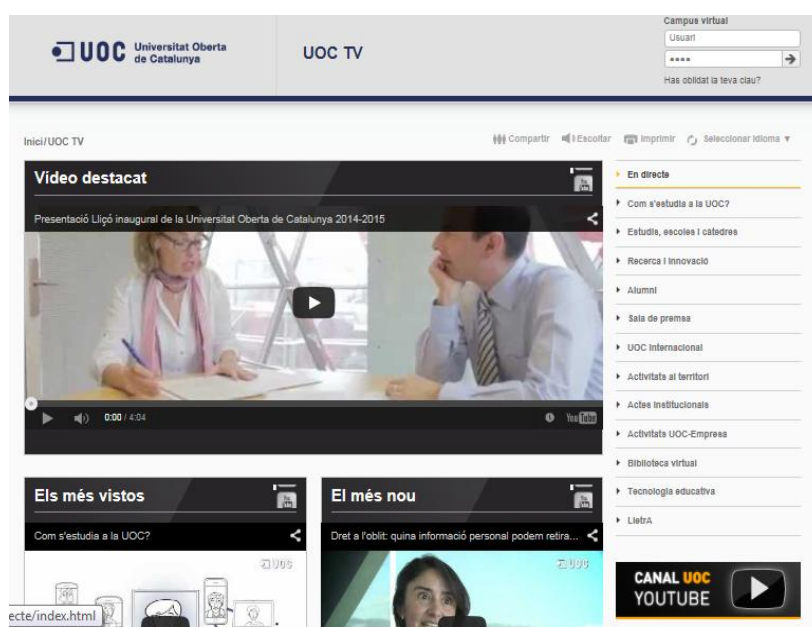 Campus virtual
UOC Universitat Oberta
de Catalunya
UOC TV
Usuari
••••
Has oblidat la teva clau?
Inici/UOC TV
Compartir Escoltar Imprimir Seleccionar idioma ▼
Vídeo destacat
Presentació Lliçó inaugural de la Universitat Oberta de Catalunya 2014-2015
0:00 / 4:04
YouTube
Els més vistos
Com s'estudia a la UOC?
UOC
El més nou
Dret a l'oblit: quina informació personal podem retira...
UOC
En directe
Com s'estudia a la UOC?
Estudis, escoles i càtedres
Recerca i innovació
Alumni
Sala de premsa
UOC Internacional
Activitats al territori
Actes institucionals
Activitats UOC-Empresa
Biblioteca virtual
Tecnologia educativa
LletrA
CANAL UOC
YOUTUBE
ecte/index.html